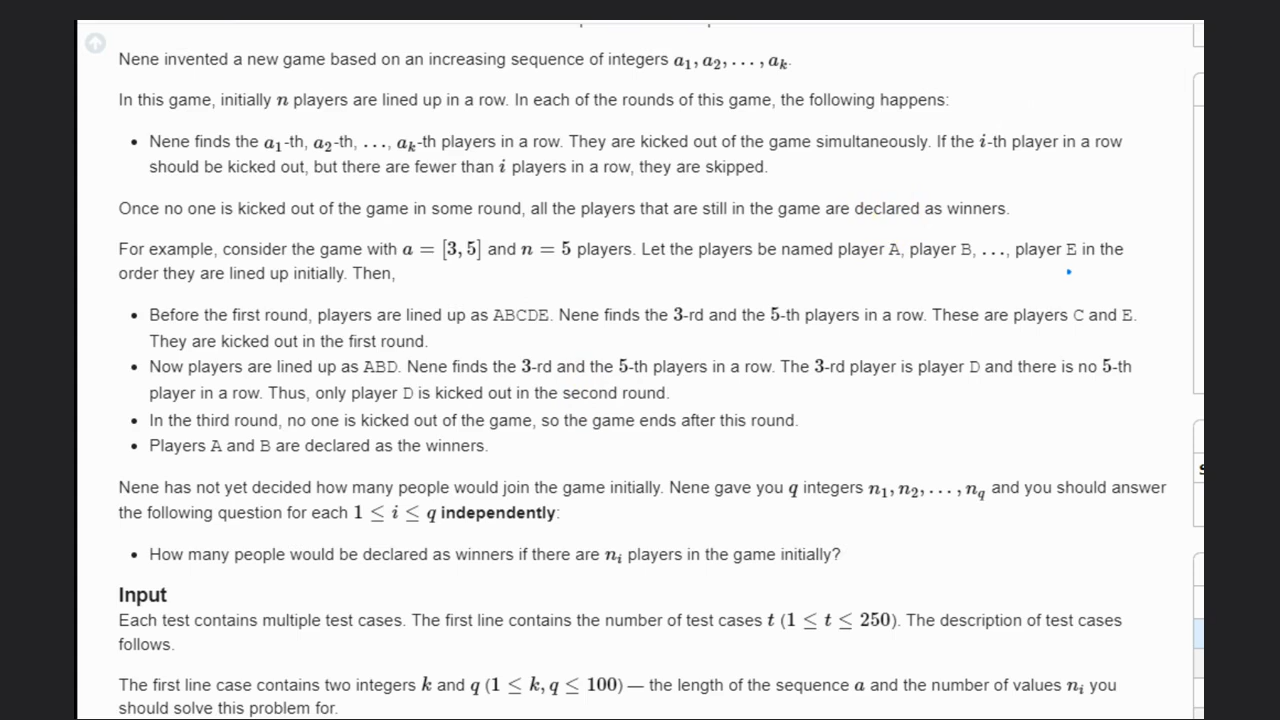 Nene invented a new game based on an increasing sequence of integers a₁, a₂, . . . , aₖ.
In this game, initially n players are lined up in a row. In each of the rounds of this game, the following happens:
• Nene finds the a₁-th, a₂-th, . . ., aₖ-th players in a row. They are kicked out of the game simultaneously. If the i-th player in a row
should be kicked out, but there are fewer than i players in a row, they are skipped.
Once no one is kicked out of the game in some round, all the players that are still in the game are declared as winners.
For example, consider the game with a = [3, 5] and n = 5 players. Let the players be named player A, player B, . . ., player E in the
order they are lined up initially. Then,
• Before the first round, players are lined up as ABCDE. Nene finds the 3-rd and the 5-th players in a row. These are players C and E.
They are kicked out in the first round.
• Now players are lined up as ABD. Nene finds the 3-rd and the 5-th players in a row. The 3-rd player is player D and there is no 5-th
player in a row. Thus, only player D is kicked out in the second round.
• In the third round, no one is kicked out of the game, so the game ends after this round.
• Players A and B are declared as the winners.
Nene has not yet decided how many people would join the game initially. Nene gave you q integers n₁, n₂, . . . , n_q and you should answer
the following question for each 1 ≤ i ≤ q independently:
• How many people would be declared as winners if there are nᵢ players in the game initially?
Input
Each test contains multiple test cases. The first line contains the number of test cases t (1 ≤ t ≤ 250). The description of test cases
follows.
The first line case contains two integers k and q (1 ≤ k, q ≤ 100) — the length of the sequence a and the number of values nᵢ you
should solve this problem for.